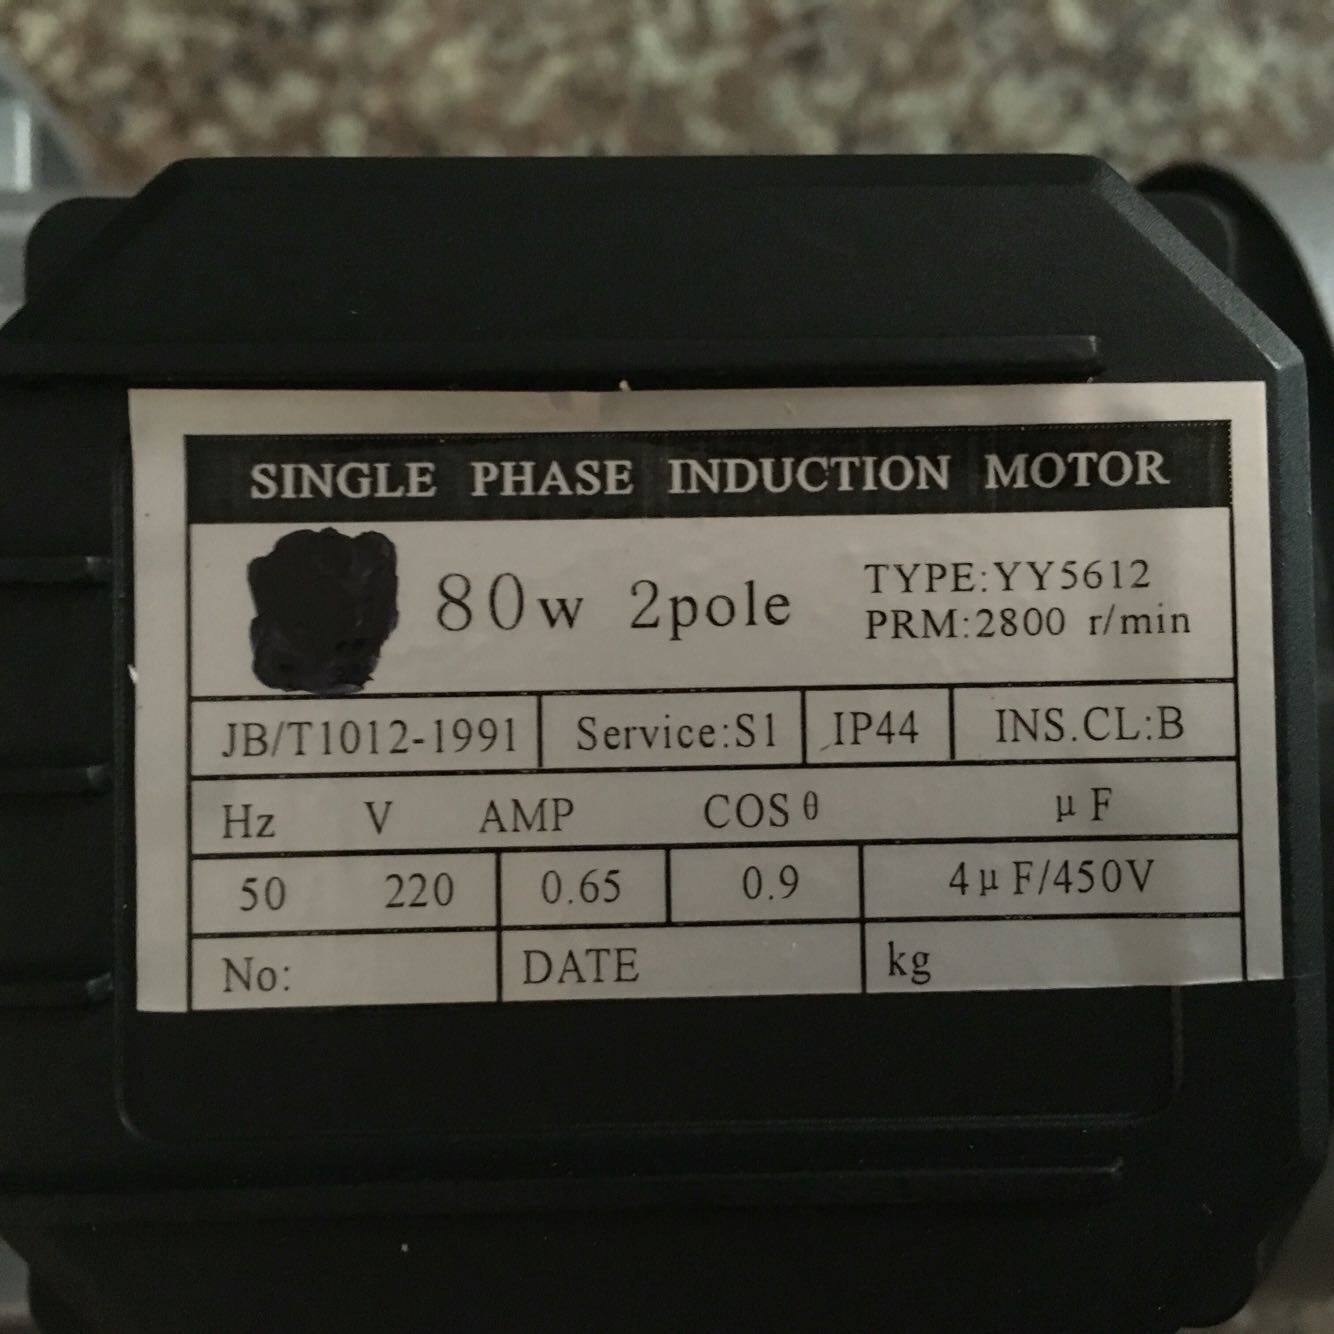 SINGLE PHASE INDUCTION MOTOR
80w 2pole
TYPE:YY5612
PRM:2800 r/min
JB/T1012-1991 Service:S1 IP44 INS.CL:B
Hz V AMP COSθ μF
50 220 0.65 0.9 4μF/450V
No: DATE kg